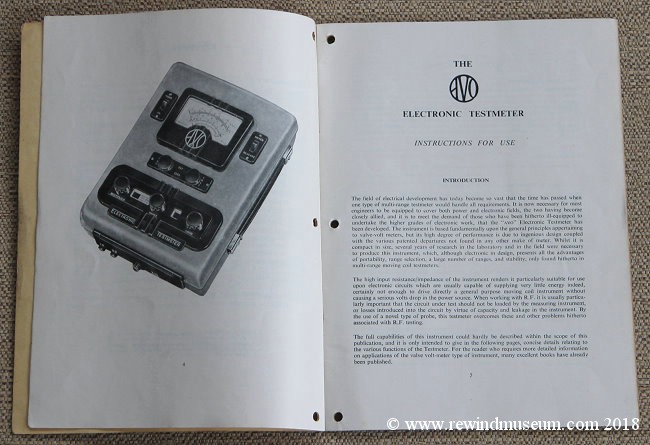 AVO
ELECTRONIC TESTMETER
4
THE
AVO
ELECTRONIC TESTMETER
INSTRUCTIONS FOR USE
INTRODUCTION
The field of electrical development has today become so vast that the time has passed when
one type of multi-range testmeter would handle all requirements. It is now necessary for most
engineers to be equipped to cover both power and electronic fields, the two having become
closely allied, and it is to meet the demand of those who have been hitherto ill-equipped to
undertake the higher grades of electronic work, that the "AVO" Electronic Testmeter has
been developed. The instrument is based fundamentally upon the general principles appertaining
to valve-volt meters, but its high degree of performance is due to ingenious design coupled
with the various patented departures not found in any other make of meter. Whilst it is
compact in size, several years of research in the laboratory and in the field were necessary
to produce this instrument, which, although electronic in design, presents all the advantages
of portability, range selection, a large number of ranges, and stability, only found hitherto in
multi-range moving coil testmeters.
The high input resistance/impedance of the instrument renders it particularly suitable for use
upon electronic circuits which are usually capable of supplying very little energy indeed,
certainly not enough to drive directly a general purpose moving coil instrument without
causing a serious volts drop in the power source. When working with R.F. it is usually particu-
larly important that the circuit under test should not be loaded by the measuring instrument,
or losses introduced into the circuit by virtue of capacity and leakage in the instrument. By
the use of a novel type of probe, this testmeter overcomes these and other problems hitherto
associated with R.F. testing.
The full capabilities of this instrument could hardly be described within the scope of this
publication, and it is only intended to give in the following pages, concise details relating to
the various functions of the Testmeter. For the reader who requires more detailed information
on applications of the valve volt-meter type of instrument, many excellent books have already
been published.
5
© www.rewindmuseum.com 2018